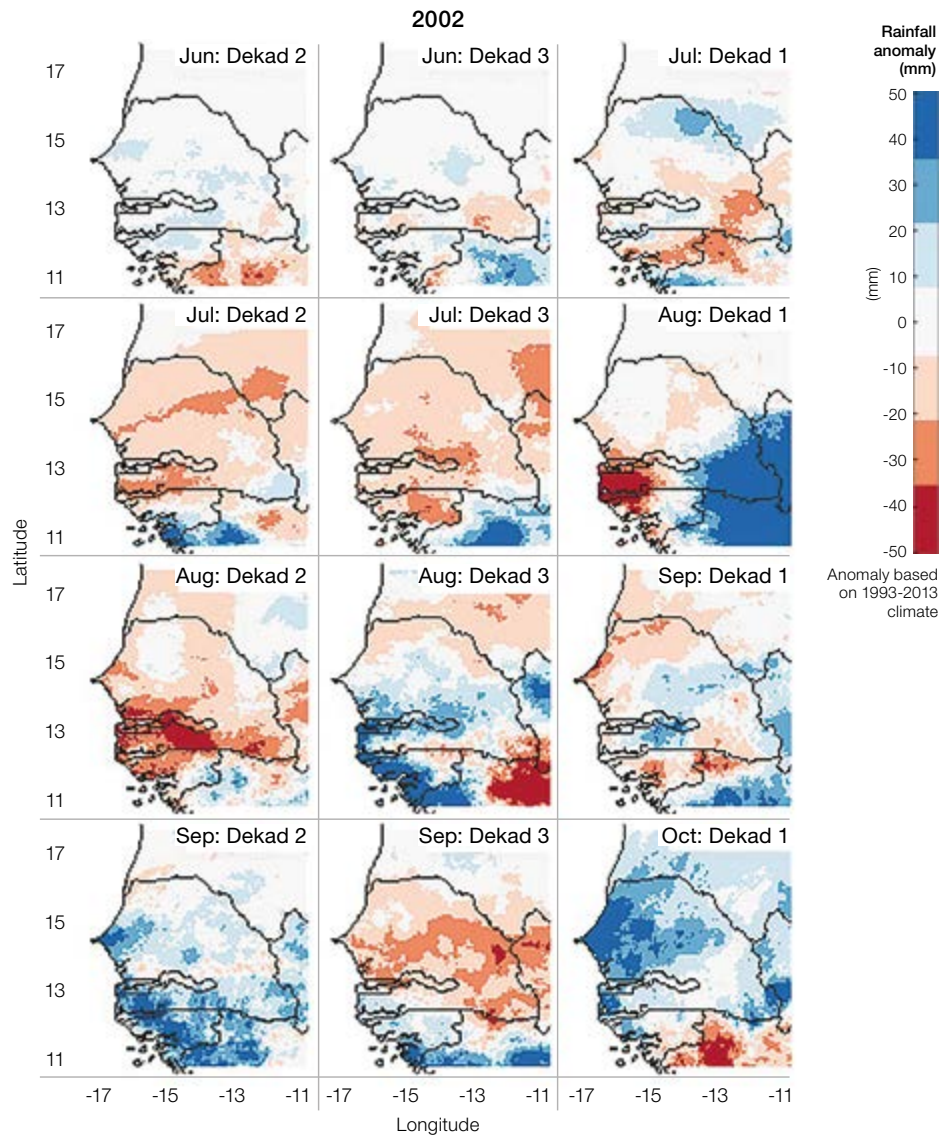 2002
Jun: Dekad 2
Jun: Dekad 3
Jul: Dekad 1
17
15
13
11
Jul: Dekad 2
Jul: Dekad 3
Aug: Dekad 1
17
15
13
11
Aug: Dekad 2
Aug: Dekad 3
Sep: Dekad 1
17
15
13
11
Sep: Dekad 2
Sep: Dekad 3
Oct: Dekad 1
17
15
13
11
-17 -15 -13 -11 -17 -15 -13 -11 -17 -15 -13 -11
Longitude
Latitude
Rainfall
anomaly
(mm)
50
40
30
20
10
0
-10
-20
-30
-40
-50
(mm)
Anomaly based
on 1993-2013
climate